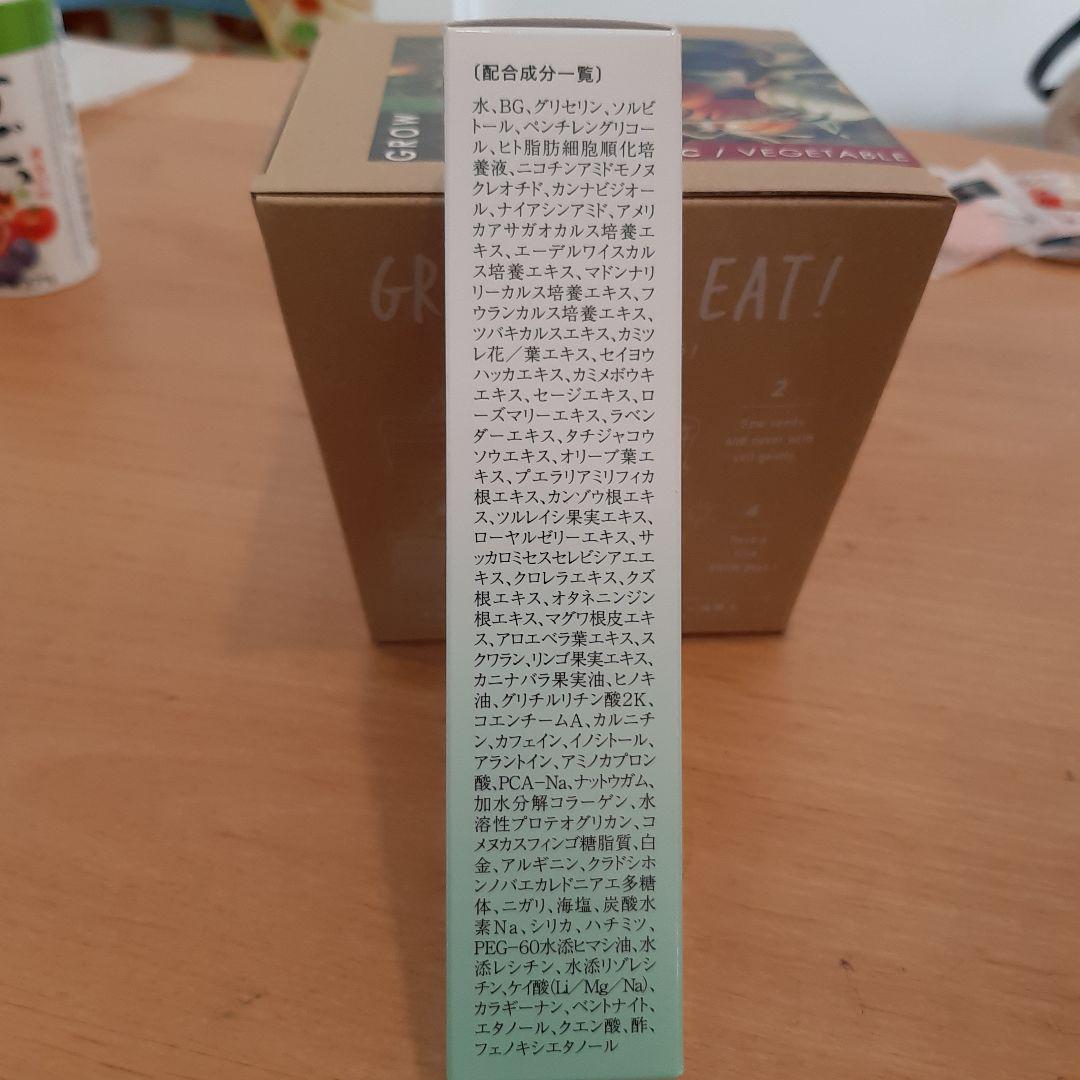 〔配合成分一覧〕
水、BG、グリセリン、ソルビ
トール、ペンチレングリコー
ル、ヒト脂肪細胞順化培
養液、ニコチンアミドモノヌ
クレオチド、カンナビジオー
ル、ナイアシンアミド、アメリ
カアサガオカルス培養エ
キス、エーデルワイスカル
ス培養エキス、マドンナリ
リーカルス培養エキス、フ
ウランカルス培養エキス、
ツバキカルスエキス、カミツ
レ花／葉エキス、セイヨウ
ハッカエキス、カミメボウキ
エキス、セージエキス、ロ
ーズマリーエキス、ラベン
ダーエキス、タチジャコウ
ソウエキス、オリーブ葉エ
キス、プエラリアミリフィカ
根エキス、カンゾウ根エキ
ス、ツルレイシ果実エキス、
ローヤルゼリーエキス、サ
ッカロミセスセレビシアエエ
キス、クロレラエキス、クズ
根エキス、オタネニンジン
根エキス、マグワ根皮エキ
ス、アロエベラ葉エキス、ス
クワラン、リンゴ果実エキス、
カニナバラ果実油、ヒノキ
油、グリチルリチン酸2K、
コエンチームA、カルニチ
ン、カフェイン、イノシトール、
アラントイン、アミノカプロン
酸、PCA-Na、ナットウガム、
加水分解コラーゲン、水
溶性プロテオグリカン、コ
メヌカスフィンゴ糖脂質、白
金、アルギニン、クラドシホ
ンノバエカレドニアエ多糖
体、ニガリ、海塩、炭酸水
素Na、シリカ、ハチミツ、
PEG-60水添ヒマシ油、水
添レシチン、水添リゾレシ
チン、ケイ酸(Li／Mg／Na)、
カラギーナン、ベントナイト、
エタノール、クエン酸、酢、
フェノキシエタノール
GROW
/ VEGETABLE
GR
EAT!
2
Sow seeds
and cover with
soil gently.
4